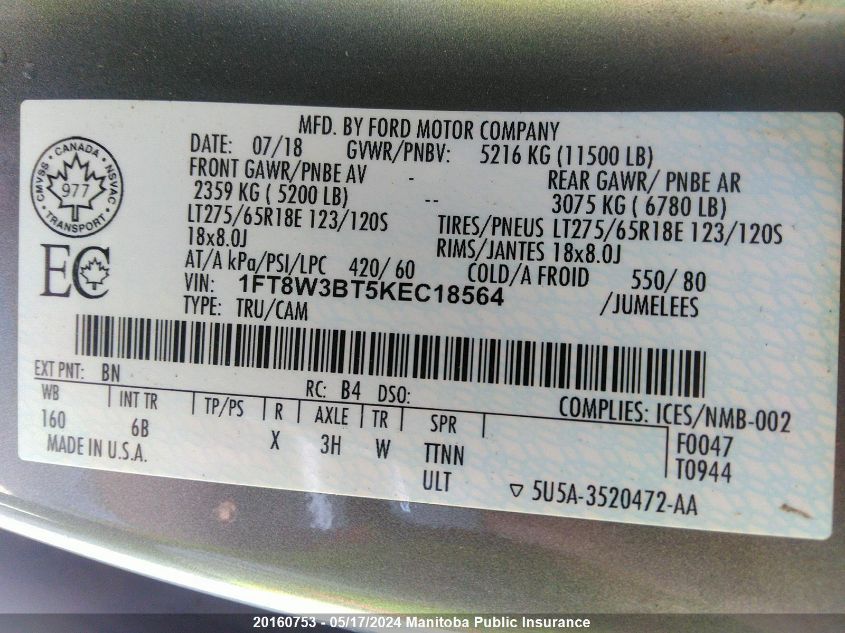 MFD. BY FORD MOTOR COMPANY
DATE: 07/18 GVWR/PNBV: 5216 KG (11500 LB)
FRONT GAWR/PNBE AV - REAR GAWR/ PNBE AR
2359 KG ( 5200 LB) -- 3075 KG ( 6780 LB)
LT275/65R18E 123/120S TIRES/PNEUS LT275/65R18E 123/120S
18x8.0J RIMS/JANTES 18x8.0J
AT/A kPa/PSI/LPC 420/ 60 COLD/A FROID 550/ 80
VIN: 1FT8W3BT5KEC18564 /JUMELEES
TYPE: TRU/CAM
CANADA
CMVSS NSVAC
977
TRANSPORT
EC
EXT PNT: BN RC: B4 DSO: COMPLIES: ICES/NMB-002
WB INT TR TP/PS R AXLE TR SPR F0047
160 6B X 3H W TTNN T0944
MADE IN U.S.A. ULT 5U5A-3520472-AA
20160753 - 05/17/2024 Manitoba Public Insurance